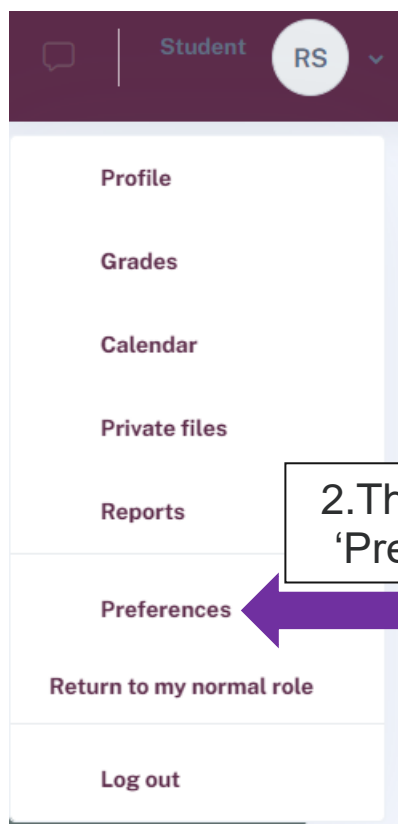 Student RS
Profile
Grades
Calendar
Private files
Reports
2.Th
'Pre
Preferences
Return to my normal role
Log out